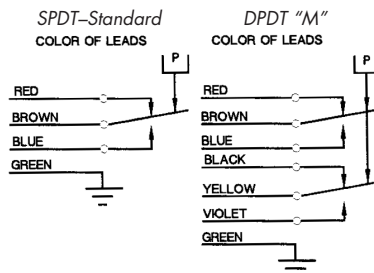 SPDT–Standard
COLOR OF LEADS
P
RED
BROWN
BLUE
GREEN
DPDT “M”
COLOR OF LEADS
P
RED
BROWN
BLUE
BLACK
YELLOW
VIOLET
GREEN